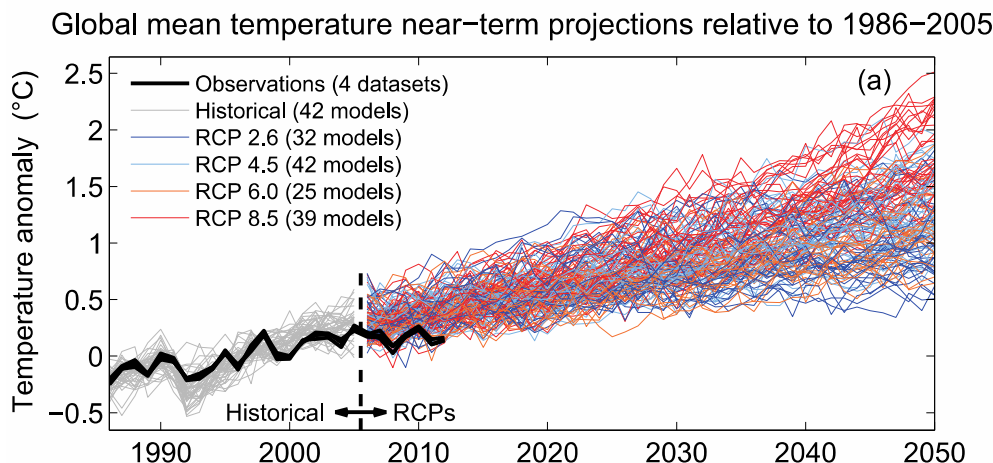 Global mean temperature near−term projections relative to 1986−2005
(a)
Observations (4 datasets)
Historical (42 models)
RCP 2.6 (32 models)
RCP 4.5 (42 models)
RCP 6.0 (25 models)
RCP 8.5 (39 models)
Temperature anomaly (°C)
2.5
2
1.5
1
0.5
0
−0.5
Historical
RCPs
1990 2000 2010 2020 2030 2040 2050